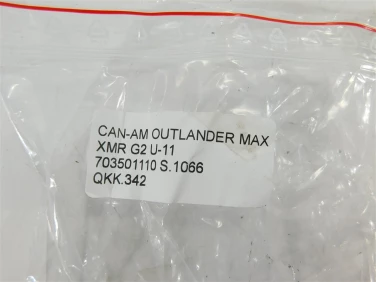 CAN-AM OUTLANDER MAX
XMR G2 U-11
703501110 S.1066
QKK.342